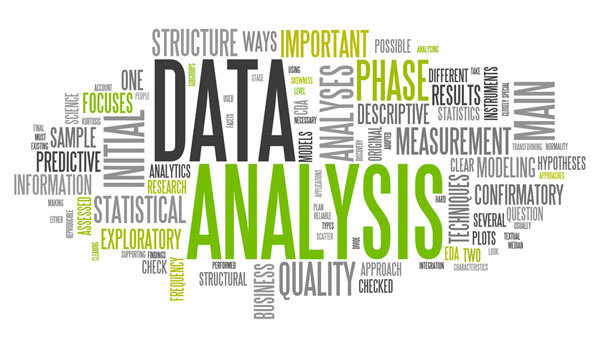 STRUCTURE WAYS IMPORTANT POSSIBLE ANALYSING
DATA
ANALYSIS
PHASE
ANALYSES
DESCRIPTIVE
DIFFERENT TAKE
RESULTS
STATISTICS
INSTRUMENTS
CLOSELY SPECIAL
MAIN
ONE
ACCOUNT
PEOPLE
FOCUSES
SCIENCE
KURTOSIS
SUBGROUPS
STAGE
USED
FACETS
USING
SKEWNESS
LEVEL
CDA
NECESSARY
MODELS
DISCOVERY
ORIGINAL
ADOPTED
MEASUREMENT
TRANSFORMING NORMALITY
FINAL
MUST
EXISTING
SAMPLE
PREDICTIVE
INITIAL
INFORMATION
ANALYTICS
RESEARCH
CLEAR MODELING HYPOTHESES
APPROACHES
MAKING
EITHER
REPRODUCIBLE
ASSESSED
STATISTICAL
APPLICATIONS
PLAN
RELIABLE
TYPES
SCATTER
DIVIDE
HARD
TECHNIQUES
CONFIRMATORY
SEVERAL
QUESTION
USUALLY
PLOTS
TEXTUAL
MEDIAN
CLEANING
EXPLORATORY
SUPPORTING FINDINGS
CHECK
FREQUENCY
PERFORMED
STRUCTURAL
BUSINESS
QUALITY
APPROACH
CHECKED
INTEGRATION
EDA TWO LOOK
CHARACTERISTICS